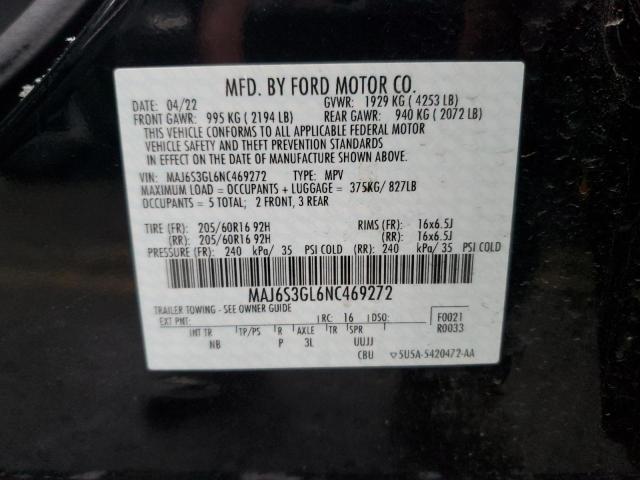 MFD. BY FORD MOTOR CO.
DATE: 04/22 GVWR: 1929 KG ( 4253 LB)
FRONT GAWR: 995 KG ( 2194 LB) REAR GAWR: 940 KG ( 2072 LB)
THIS VEHICLE CONFORMS TO ALL APPLICABLE FEDERAL MOTOR
VEHICLE SAFETY AND THEFT PREVENTION STANDARDS
IN EFFECT ON THE DATE OF MANUFACTURE SHOWN ABOVE.
VIN: MAJ6S3GL6NC469272 TYPE: MPV
MAXIMUM LOAD = OCCUPANTS + LUGGAGE = 375KG/ 827LB
OCCUPANTS = 5 TOTAL; 2 FRONT, 3 REAR
TIRE (FR): 205/60R16 92H RIMS (FR): 16x6.5J
(RR): 205/60R16 92H (RR): 16x6.5J
PRESSURE (FR): 240 kPa/ 35 PSI COLD (RR): 240 kPa/ 35 PSI COLD
MAJ6S3GL6NC469272
TRAILER TOWING - SEE OWNER GUIDE
EXT PNT: RC: 16 DSO: F0021
R0033
INT TR TP/PS R AXLE TR SPR
NB P 3L UUJJ
CBU 5U5A-5420472-AA